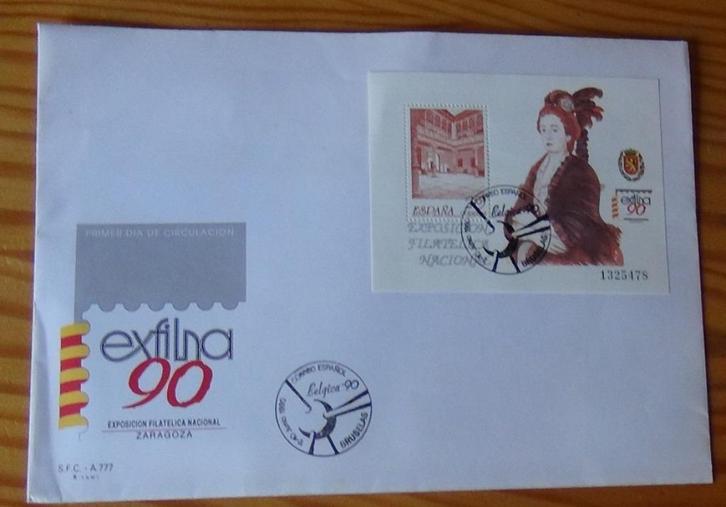 ESPAÑA
EXPOSICION
FILATELICA
NACIONAL
exfilna
90
1325478
CORREO ESPAÑOL
Belgica-90
BRUSELAS
PRIMER DIA DE CIRCULACION
exfilna
90
EXPOSICION FILATELICA NACIONAL
ZARAGOZA
CORREO ESPAÑOL
Belgica-90
BRUSELAS
S.F.C. - A.777